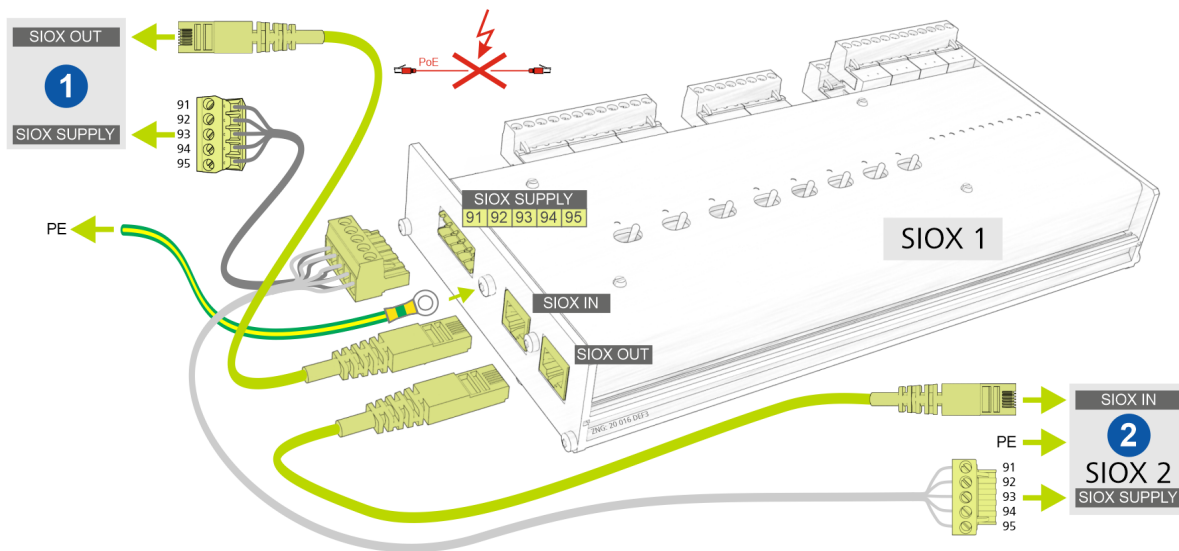 SIOX OUT
1
SIOX SUPPLY
91
92
93
94
95
PoE
SIOX SUPPLY
91 92 93 94 95
SIOX 1
PE
SIOX IN
SIOX OUT
ZNG: 20 016 DEF3
SIOX IN
PE
2
SIOX 2
SIOX SUPPLY
91
92
93
94
95